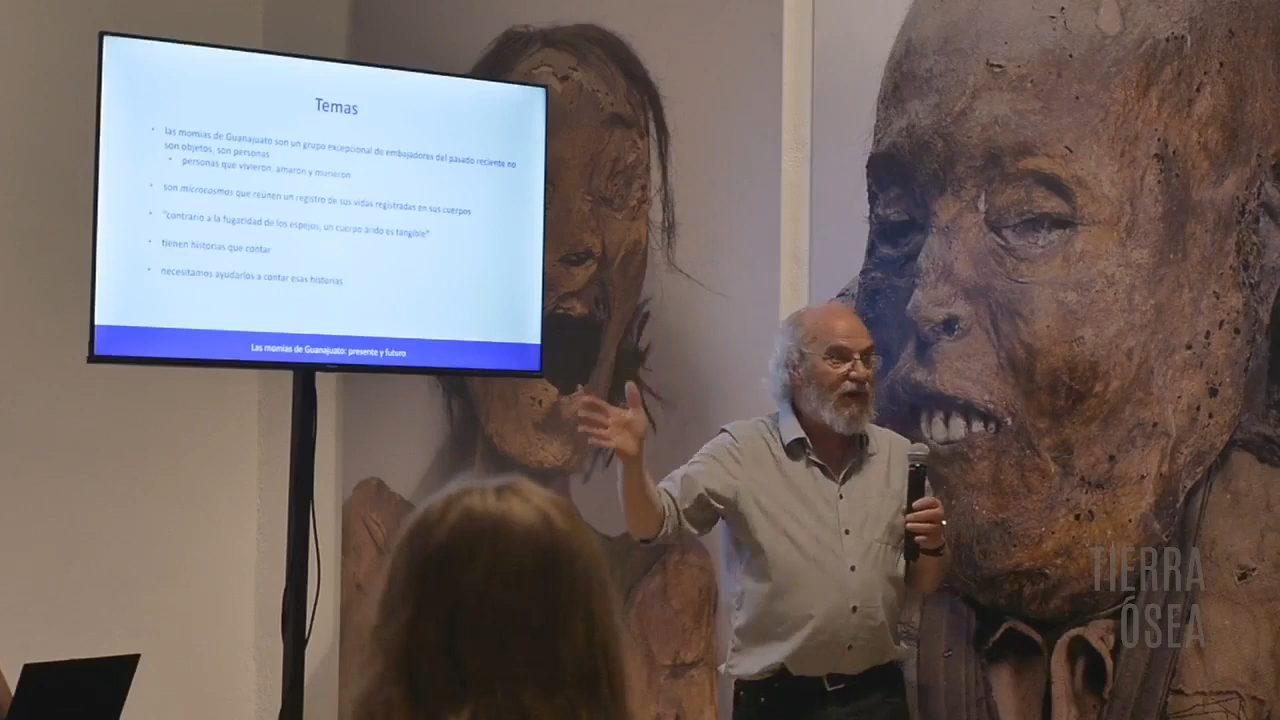 Temas
las momias de Guanajuato son un grupo excepcional de embajadores del pasado reciente no
son objetos, son personas
personas que vivieron, amaron y murieron
son microcosmos que reúnen un registro de sus vidas registradas en sus cuerpos
"contrario a la fugacidad de los espejos, un cuerpo árido es tangible"
tienen historias que contar
necesitamos ayudarlos a contar esas historias
Las momias de Guanajuato: presente y futuro
TIERRA
ÓSEA